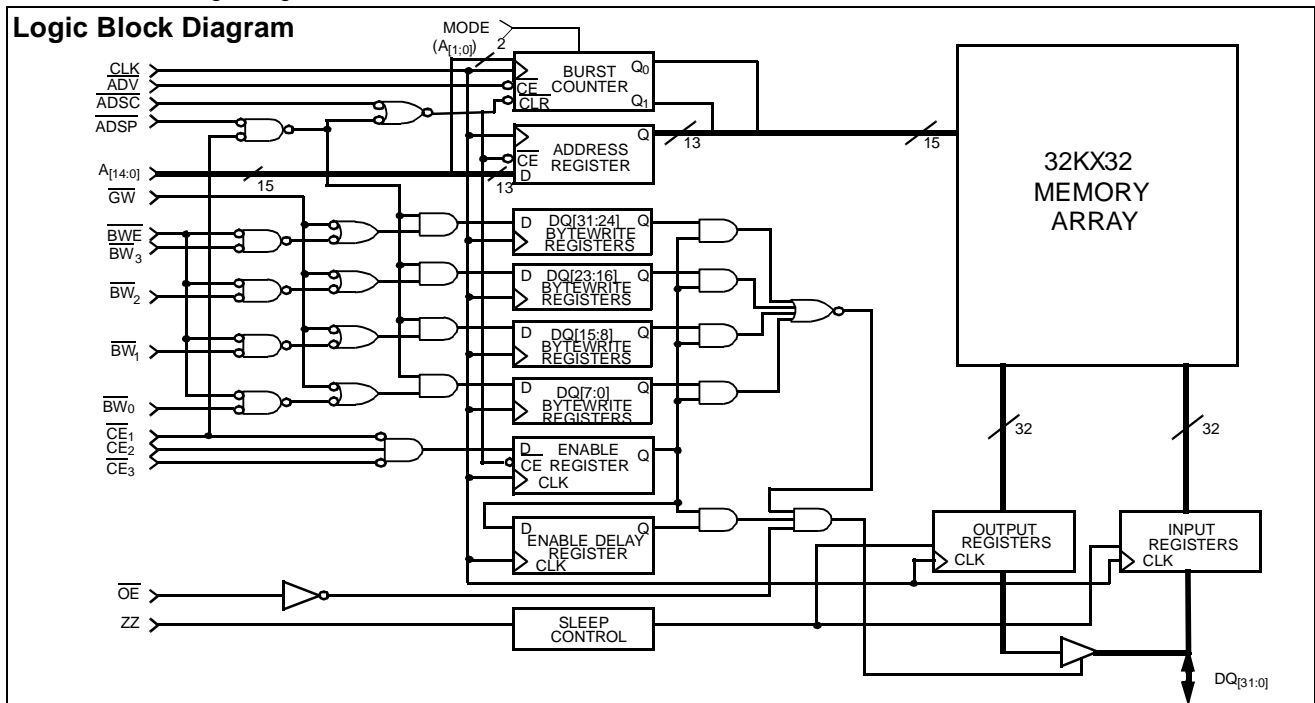 Logic Block Diagram
MODE
(A[1;0])
2
CLK
ADV
ADSC
ADSP
A[14:0]
GW
BWE
BW3
BW2
BW1
BW0
CE1
CE2
CE3
OE
ZZ
15
13
BURST
COUNTER
CE
CLR
Q0
Q1
ADDRESS
REGISTER
CE
D
Q
13
15
D
DQ[31:24]
BYTEWRITE
REGISTERS
Q
D
DQ[23:16]
BYTEWRITE
REGISTERS
Q
D
DQ[15:8]
BYTEWRITE
REGISTERS
Q
D
DQ[7:0]
BYTEWRITE
REGISTERS
Q
D
ENABLE
REGISTER
CE
Q
CLK
D
ENABLE DELAY
REGISTER
Q
CLK
SLEEP
CONTROL
32KX32
MEMORY
ARRAY
32
32
OUTPUT
REGISTERS
CLK
INPUT
REGISTERS
CLK
DQ[31:0]